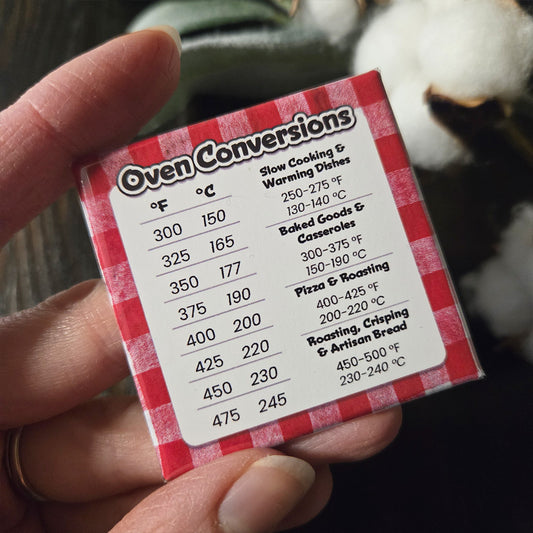 Oven Conversions
°F °C
300 150
325 165
350 177
375 190
400 200
425 220
450 230
475 245
Slow Cooking &
Warming Dishes
250-275 °F
130-140 °C
Baked Goods &
Casseroles
300-375 °F
150-190 °C
Pizza & Roasting
400-425 °F
200-220 °C
Roasting, Crisping
& Artisan Bread
450-500 °F
230-240 °C